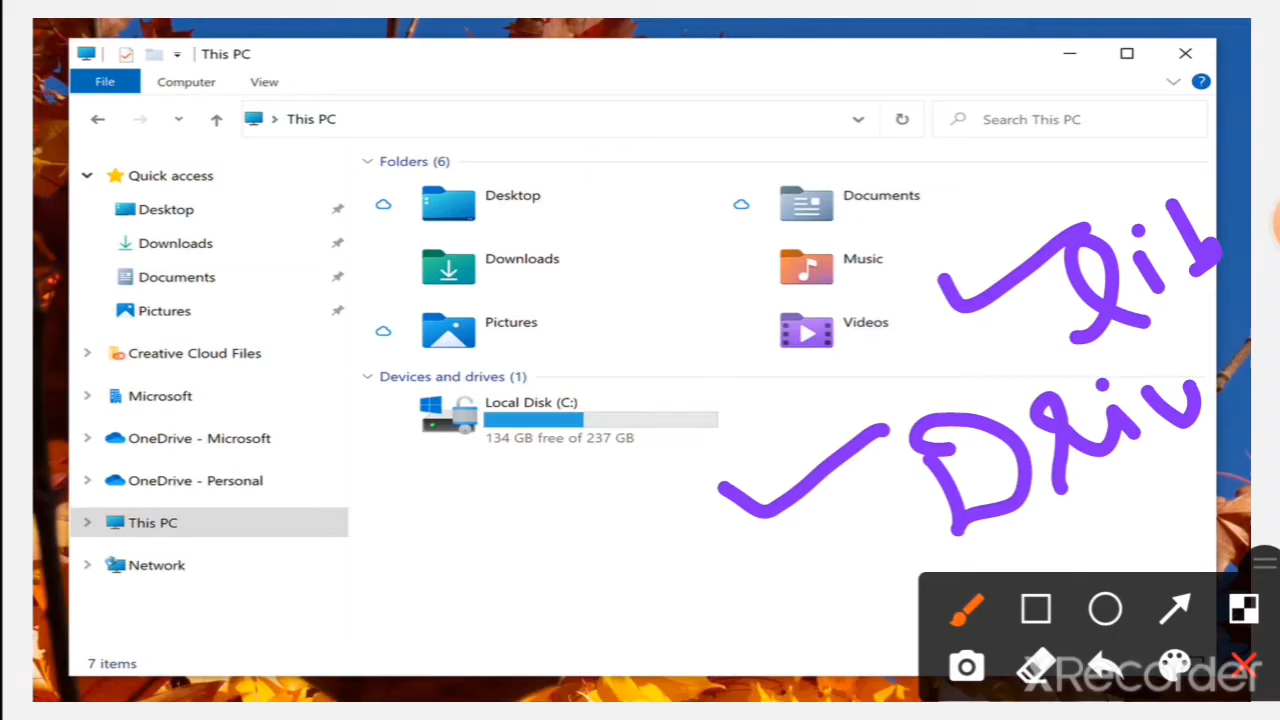 This PC
File Computer View
This PC
Search This PC
Quick access
Desktop
Downloads
Documents
Pictures
Creative Cloud Files
Microsoft
OneDrive - Microsoft
OneDrive - Personal
This PC
Network
7 items
Folders (6)
Desktop
Documents
Downloads
Music
Pictures
Videos
Devices and drives (1)
Local Disk (C:)
134 GB free of 237 GB
Lib
Driv
XRecorder